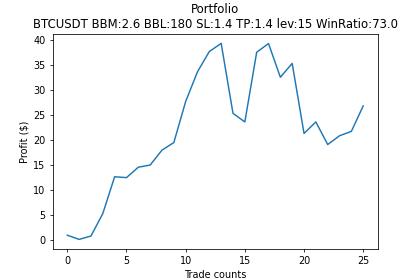 Portfolio
BTCUSDT BBM:2.6 BBL:180 SL:1.4 TP:1.4 lev:15 WinRatio:73.0
40
35
30
25
20
15
10
5
0
Profit ($)
0 5 10 15 20 25
Trade counts